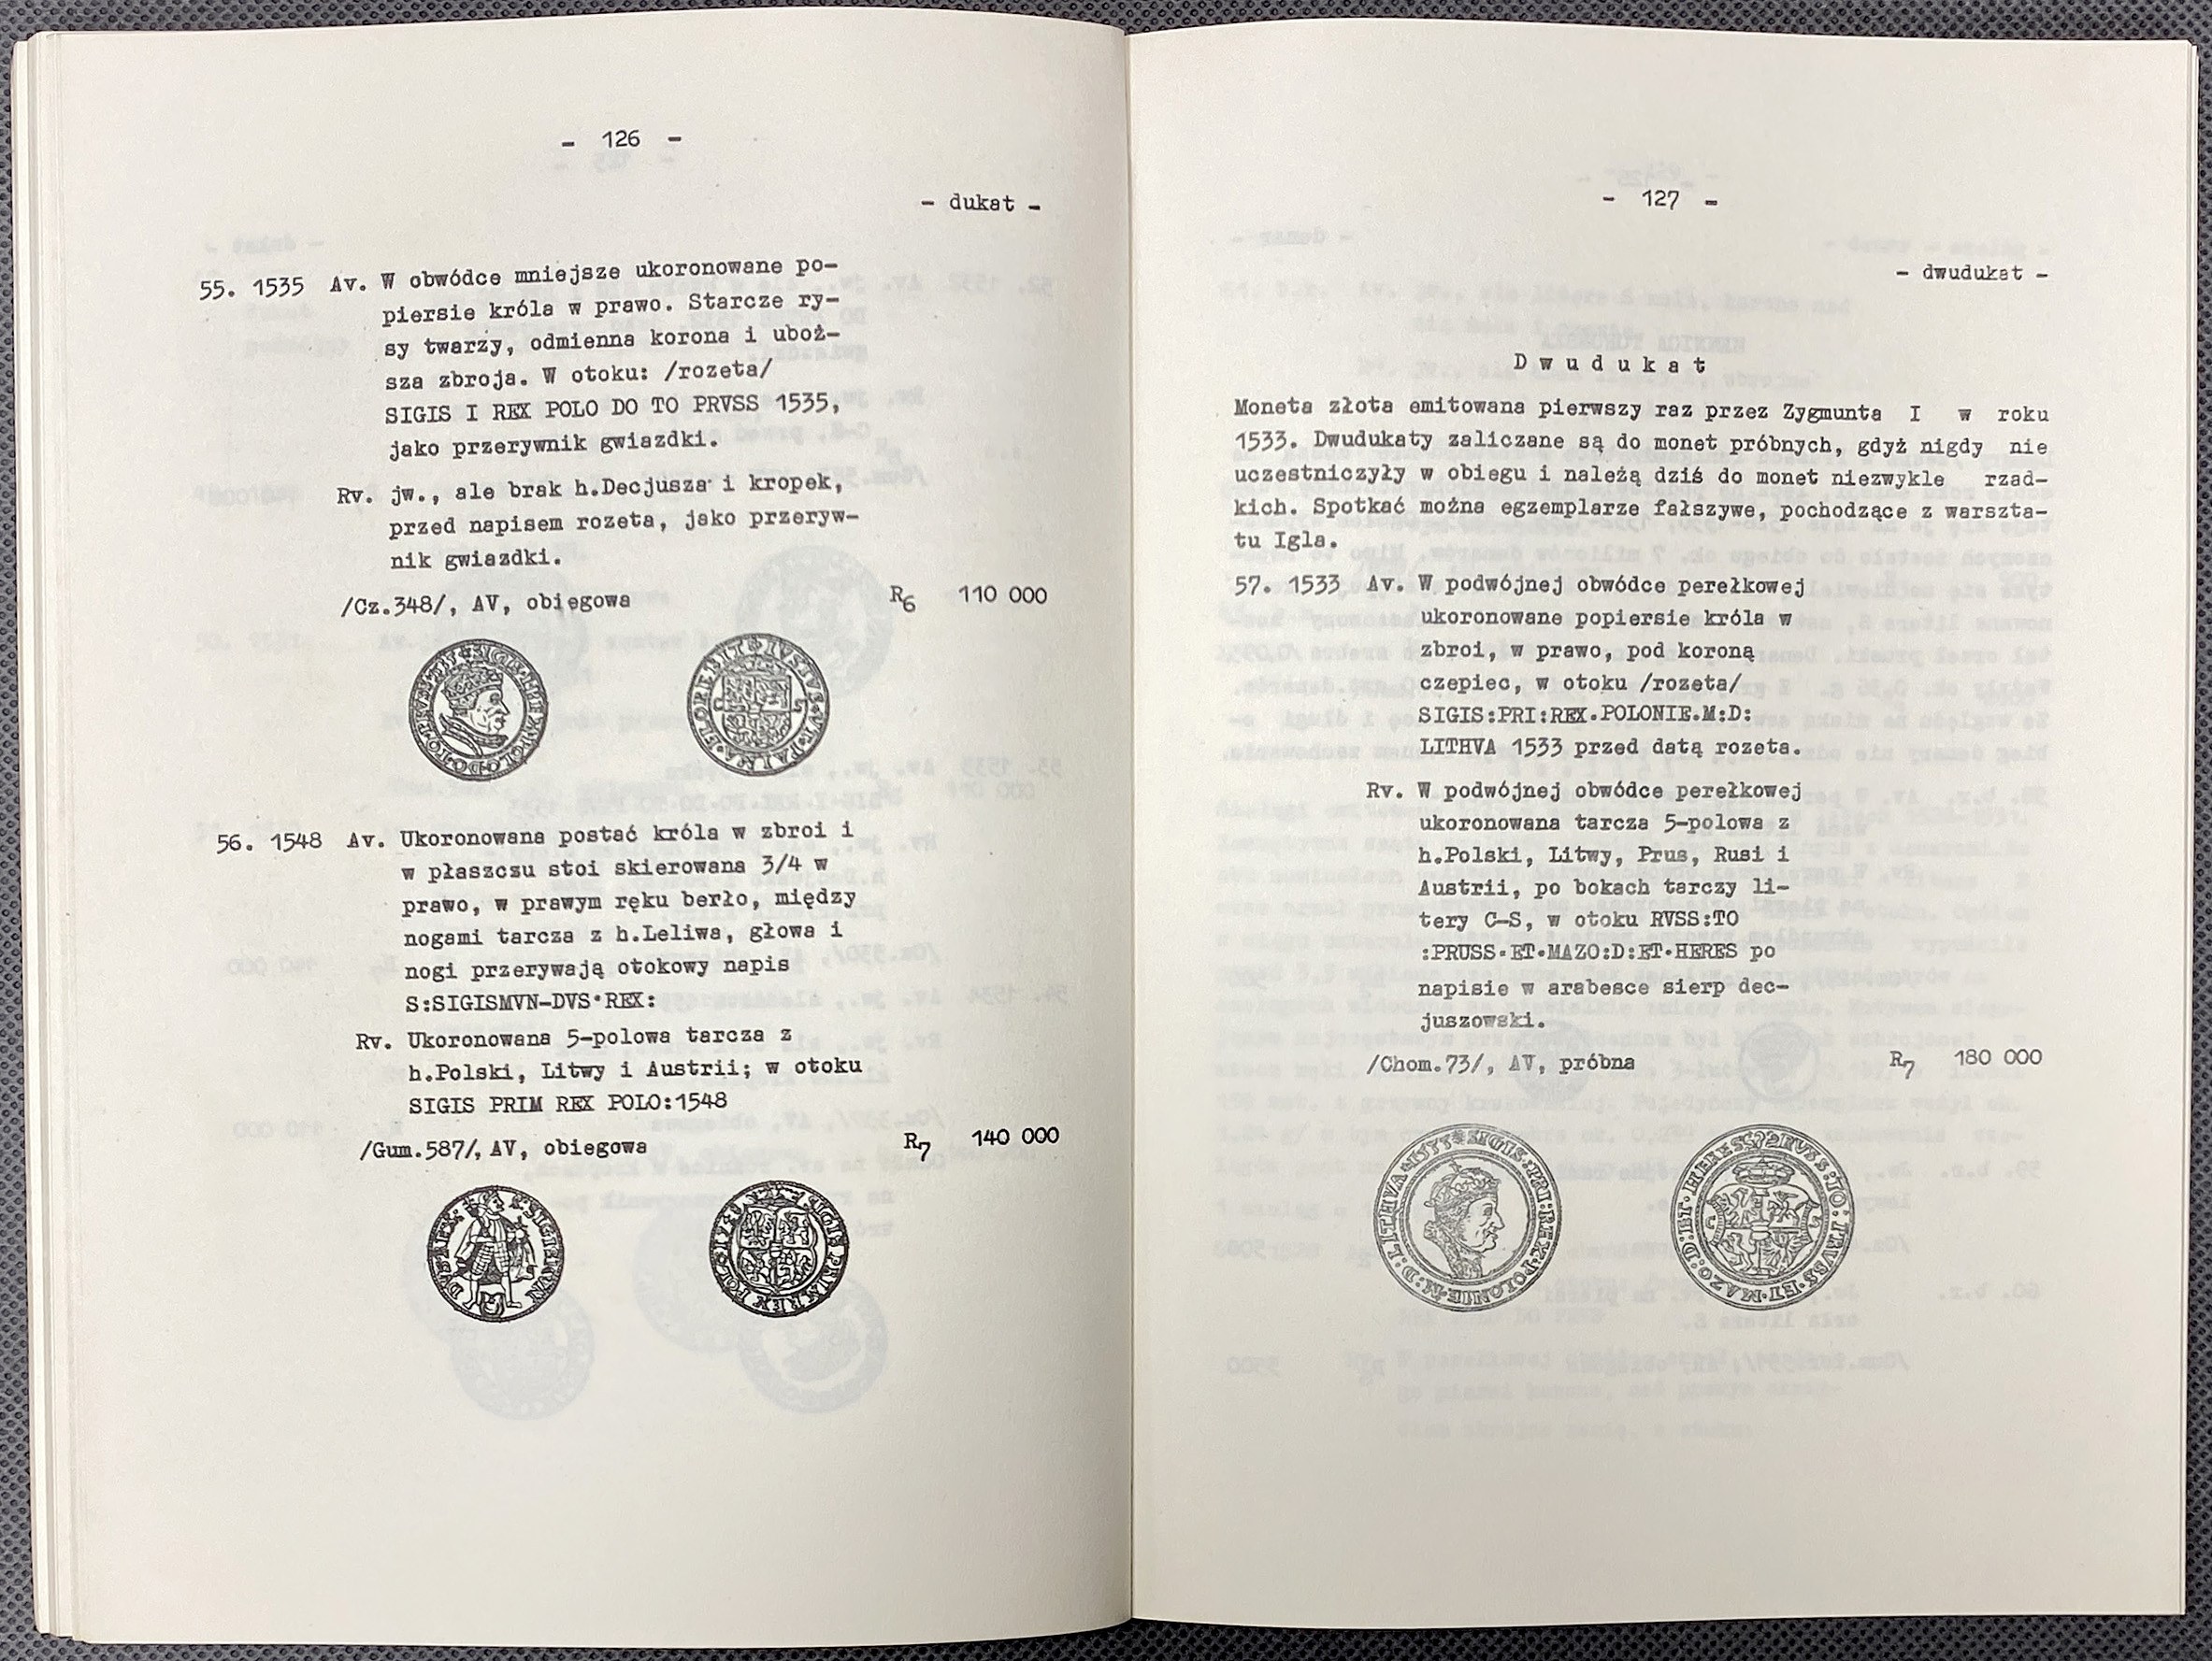 - 126 -
- dukat -
55. 1535 Av. W obwódce mniejsze ukoronowane po-
piersie króla w prawo. Starcze ry-
sy twarzy, odmienna korona i uboż-
sza zbroja. W otoku: /rozeta/
SIGIS I REX POLO DO TO PRVSS 1535,
jako przerywnik gwiazdki.
Rv. jw., ale brak h.Decjusza i kropek,
przed napisem rozeta, jako przeryw-
nik gwiazdki.
/Cz.348/, AV, obiegowa R6 110 000
56. 1548 Av. Ukoronowana postać króla w zbroi i
w płaszczu stoi skierowana 3/4 w
prawo, w prawym ręku berło, między
nogami tarcza z h.Leliwa, głowa i
nogi przerywają otokowy napis
S:SIGISMVN-DVS·REX:
Rv. Ukoronowana 5-polowa tarcza z
h.Polski, Litwy i Austrii; w otoku
SIGIS PRIM REX POLO:1548
/Gum.587/, AV, obiegowa R7 140 000
- 127 -
- dwudukat -
D w u d u k a t
Moneta złota emitowana pierwszy raz przez Zygmunta I w roku
1533. Dwudukaty zaliczane są do monet próbnych, gdyż nigdy nie
uczestniczyły w obiegu i należą dziś do monet niezwykle rzad-
kich. Spotkać można egzemplarze fałszywe, pochodzące z warszta-
tu Igla.
57. 1533 Av. W podwójnej obwódce perełkowej
ukoronowane popiersie króla w
zbroi, w prawo, pod koroną
czepiec, w otoku /rozeta/
SIGIS:PRI:REX.POLONIE.M:D:
LITHVA 1533 przed datą rozeta.
Rv. W podwójnej obwódce perełkowej
ukoronowana tarcza 5-polowa z
h.Polski, Litwy, Prus, Rusi i
Austrii, po bokach tarczy li-
tery C-S, w otoku RVSS:TO
:PRUSS·ET·MAZO:D:ET·HERES po
napisie w arabesce sierp dec-
juszowski.
/Chom.73/, AV, próbna R7 180 000